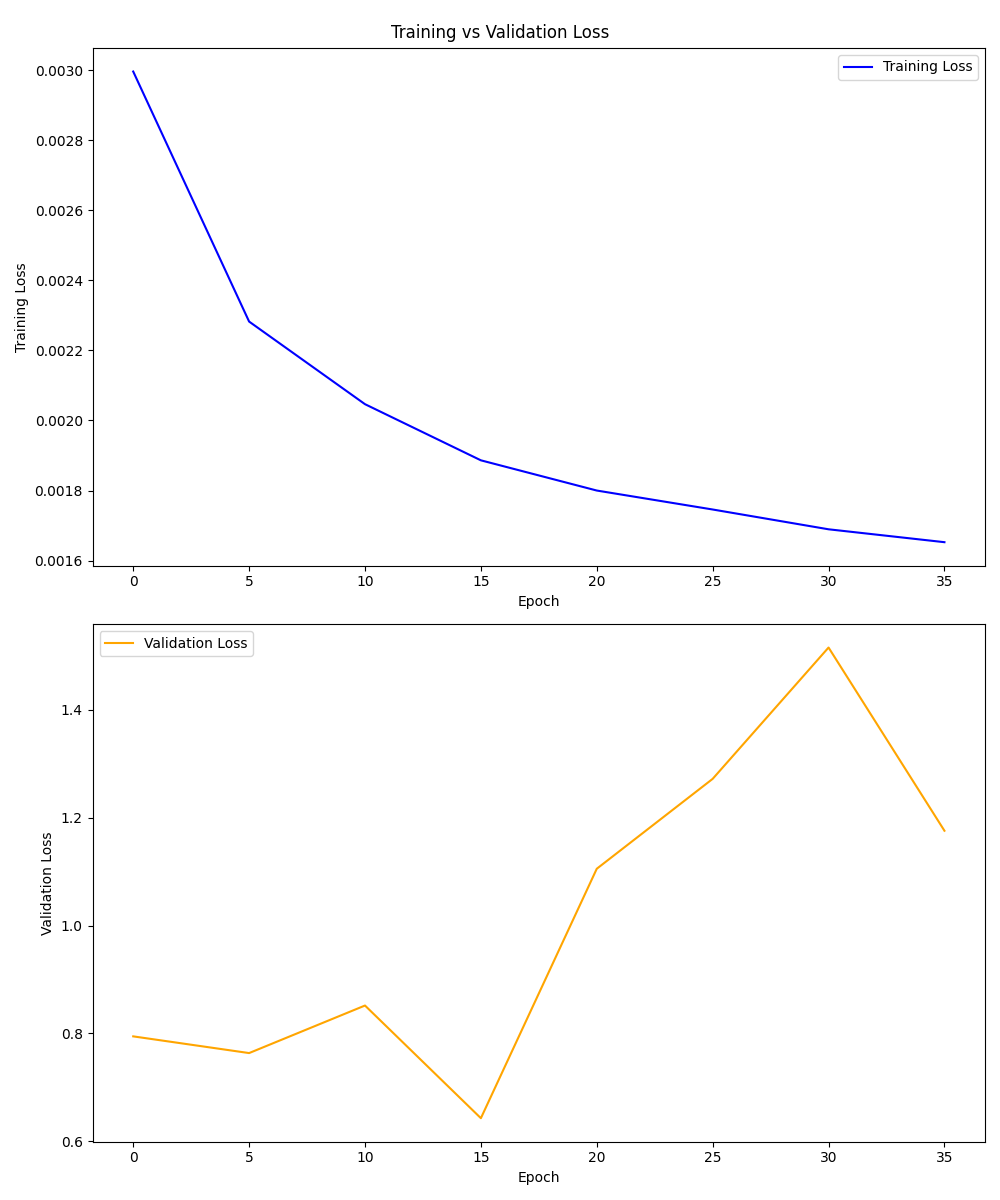 Training vs Validation Loss
Training Loss
0.0030
0.0028
0.0026
0.0024
0.0022
0.0020
0.0018
0.0016
Training Loss
0 5 10 15 20 25 30 35
Epoch
Validation Loss
1.4
1.2
1.0
0.8
0.6
Validation Loss
0 5 10 15 20 25 30 35
Epoch